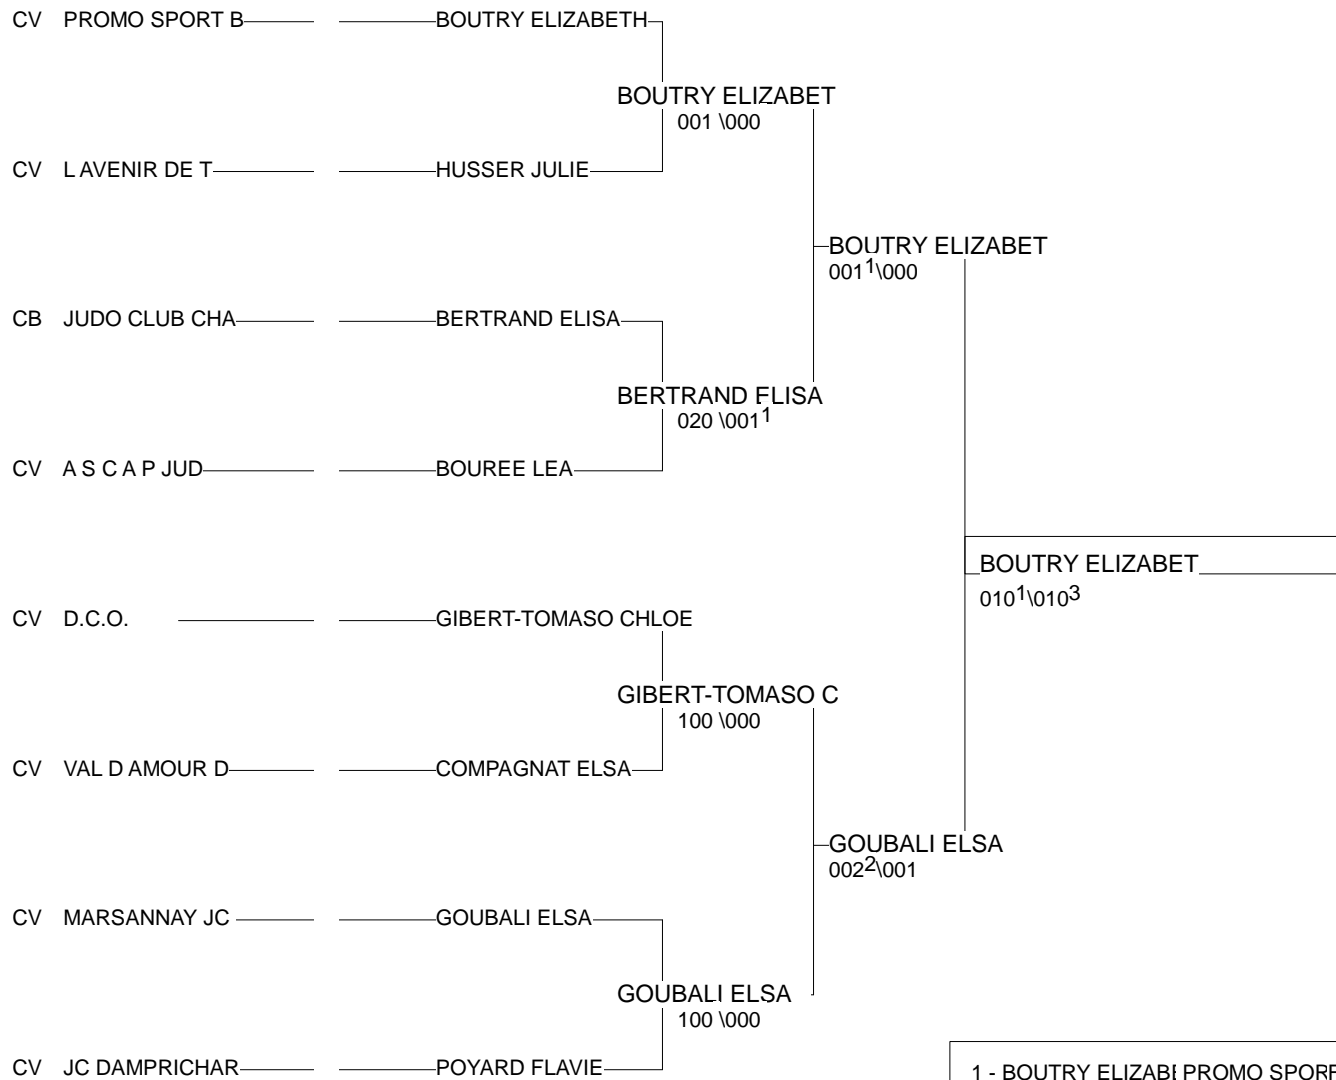 CV PROMO SPORT B BOUTRY ELIZABETH
BOUTRY ELIZABET
001 \000
CV L AVENIR DE T HUSSER JULIE
BOUTRY ELIZABET
001¹\000
CB JUDO CLUB CHA BERTRAND ELISA
BERTRAND ELISA
020 \001¹
CV A S C A P JUD BOUREE LEA
BOUTRY ELIZABET
010¹\010³
CV D.C.O. GIBERT-TOMASO CHLOE
GIBERT-TOMASO C
100 \000
CV VAL D AMOUR D COMPAGNAT ELSA
GOUBALI ELSA
002²\001
CV MARSANNAY JC GOUBALI ELSA
GOUBALI ELSA
100 \000
CV JC DAMPRICHAR POYARD FLAVIE
1 - BOUTRY ELIZABE PROMO SPOR